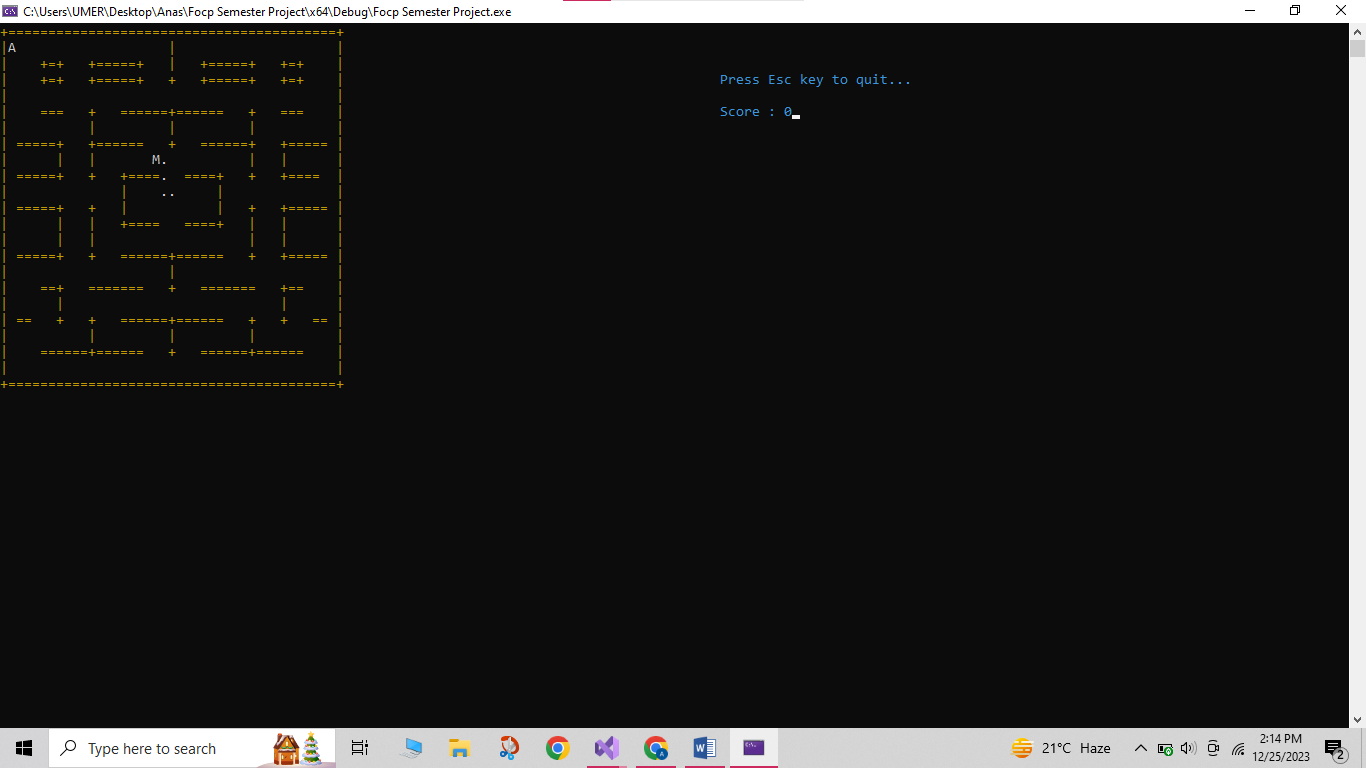 C:\Users\UMER\Desktop\Anas\Focp Semester Project\x64\Debug\Focp Semester Project.exe
+=========================================+
|A                   |                    |
|    +=+   +=====+   |   +=====+   +=+    |
|    +=+   +=====+   +   +=====+   +=+    |
|                                         |
|    ===   +   ======+======   +   ===    |
|          |         |         |          |
| =====+   +======   +   ======+   +===== |
|      |   |       M.          |   |      |
| =====+   +   +====.  ====+   +   +====  |
|              |    ..     |              |
| =====+   +   |           |   +   +===== |
|      |   |   +====   ====+   |   |      |
|      |   |                   |   |      |
| =====+   +   ======+======   +   +===== |
|                    |                    |
|    ==+   =======   +   =======   +==    |
|      |                           |      |
| ==   +   +   ======+======   +   +   == |
|          |         |         |          |
|    ======+======   +   ======+======    |
|                                         |
+=========================================+
Press Esc key to quit...
Score : 0
Type here to search
21°C Haze
2:14 PM
12/25/2023
2